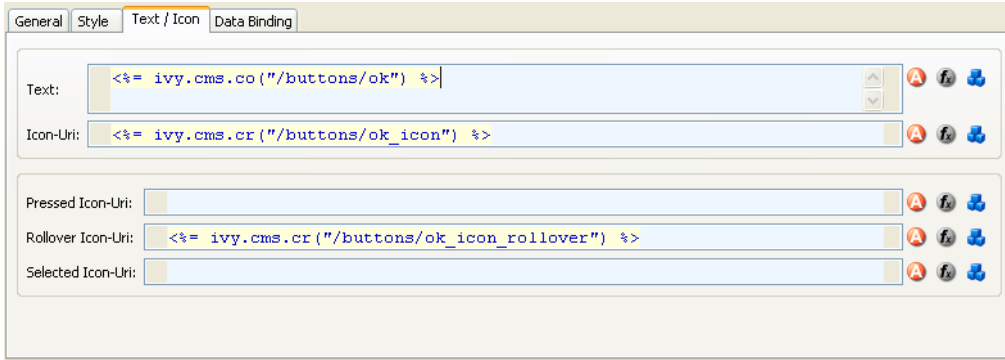 General Style Text / Icon Data Binding
Text: <%= ivy.cms.co("/buttons/ok") %>
Icon-Uri: <%= ivy.cms.cr("/buttons/ok_icon") %>
Pressed Icon-Uri:
Rollover Icon-Uri: <%= ivy.cms.cr("/buttons/ok_icon_rollover") %>
Selected Icon-Uri: